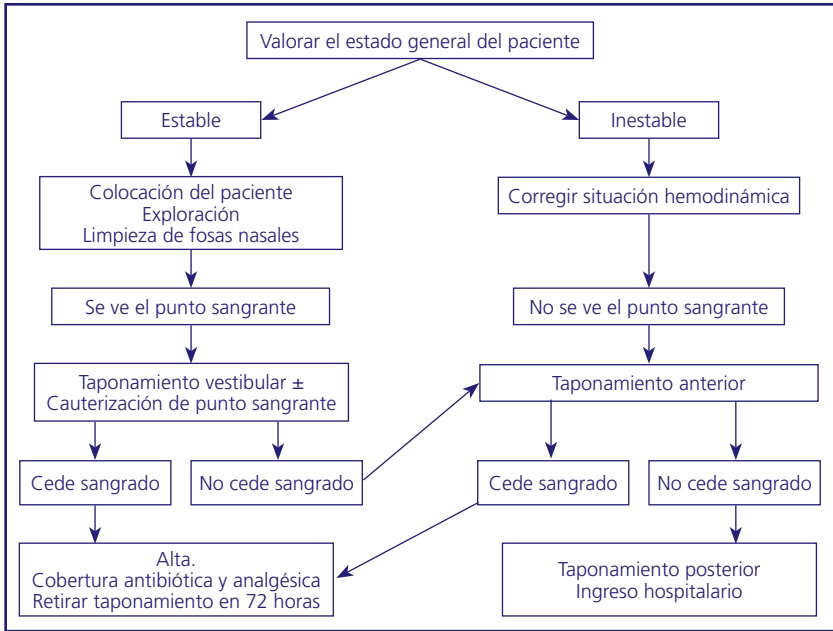 Valorar el estado general del paciente
Estable
Inestable
Colocación del paciente
Exploración
Limpieza de fosas nasales
Corregir situación hemodinámica
Se ve el punto sangrante
No se ve el punto sangrante
Taponamiento vestibular ±
Cauterización de punto sangrante
Taponamiento anterior
Cede sangrado
No cede sangrado
Cede sangrado
No cede sangrado
Alta.
Cobertura antibiótica y analgésica
Retirar taponamiento en 72 horas
Taponamiento posterior
Ingreso hospitalario